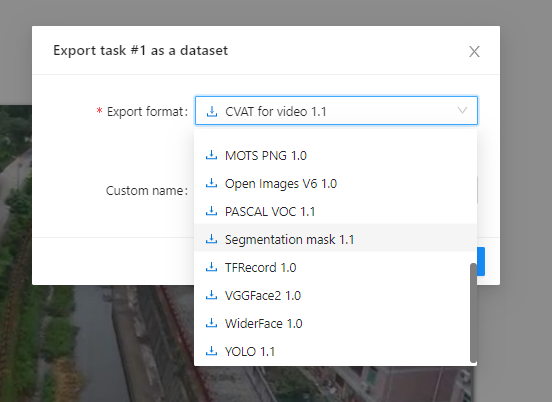 Export task #1 as a dataset
* Export format: CVAT for video 1.1
MOTS PNG 1.0
Open Images V6 1.0
Custom name:
PASCAL VOC 1.1
Segmentation mask 1.1
TFRecord 1.0
VGGFace2 1.0
WiderFace 1.0
YOLO 1.1